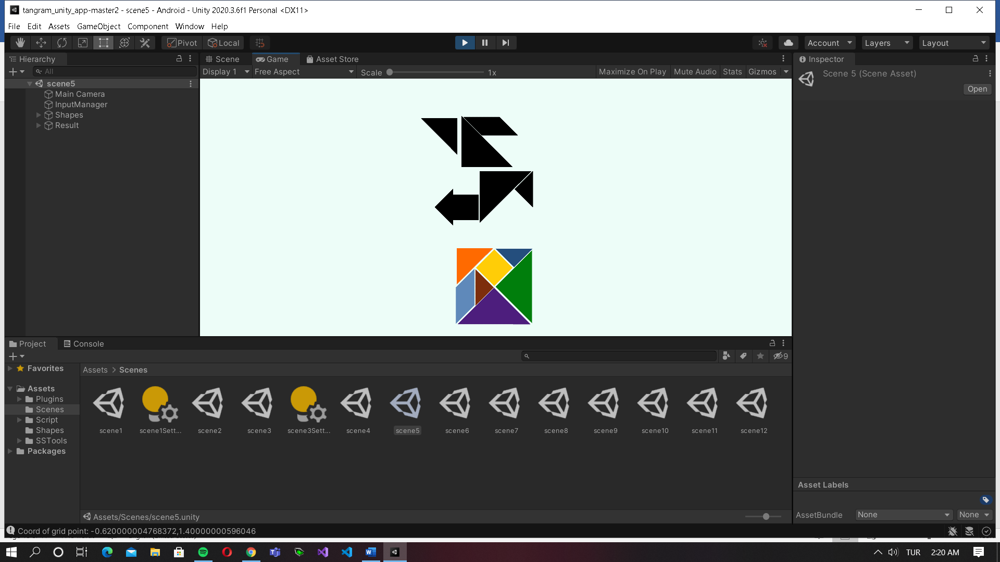 tangram_unity_app-master2 - scene5 - Android - Unity 2020.3.6f1 Personal <DX11>
File Edit Assets GameObject Component Window Help
Pivot Local Account Layers Layout
Hierarchy
All
scene5
Main Camera
InputManager
Shapes
Result
Scene Game Asset Store
Display 1 Free Aspect Scale 1x Maximize On Play Mute Audio Stats Gizmos
Inspector
Scene 5 (Scene Asset)
Open
Project Console
9
Favorites
Assets
Plugins
Scenes
Script
Shapes
SSTools
Packages
Assets > Scenes
scene1 scene1Sett... scene2 scene3 scene3Sett... scene4 scene5 scene6 scene7 scene8 scene9 scene10 scene11 scene12
Assets/Scenes/scene5.unity
Asset Labels
AssetBundle None None
Coord of grid point: -0.620000004768372,1.40000000596046
TUR 2:20 AM